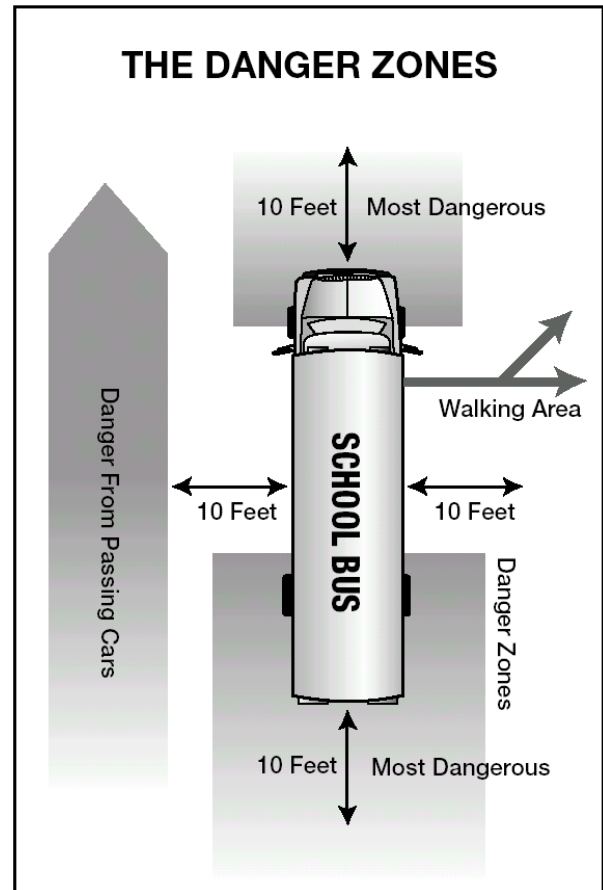 THE DANGER ZONES
10 Feet
Most Dangerous
Walking Area
Danger From Passing Cars
10 Feet
SCHOOL BUS
10 Feet
Danger Zones
10 Feet
Most Dangerous